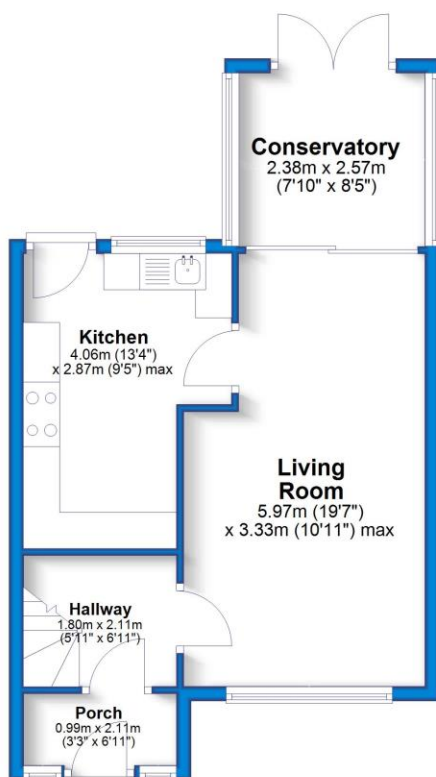 Conservatory
2.38m x 2.57m
(7'10" x 8'5")
Kitchen
4.06m (13'4")
x 2.87m (9'5") max
Living
Room
5.97m (19'7")
x 3.33m (10'11") max
Hallway
1.80m x 2.11m
(5'11" x 6'11")
Porch
0.99m x 2.11m
(3'3" x 6'11")